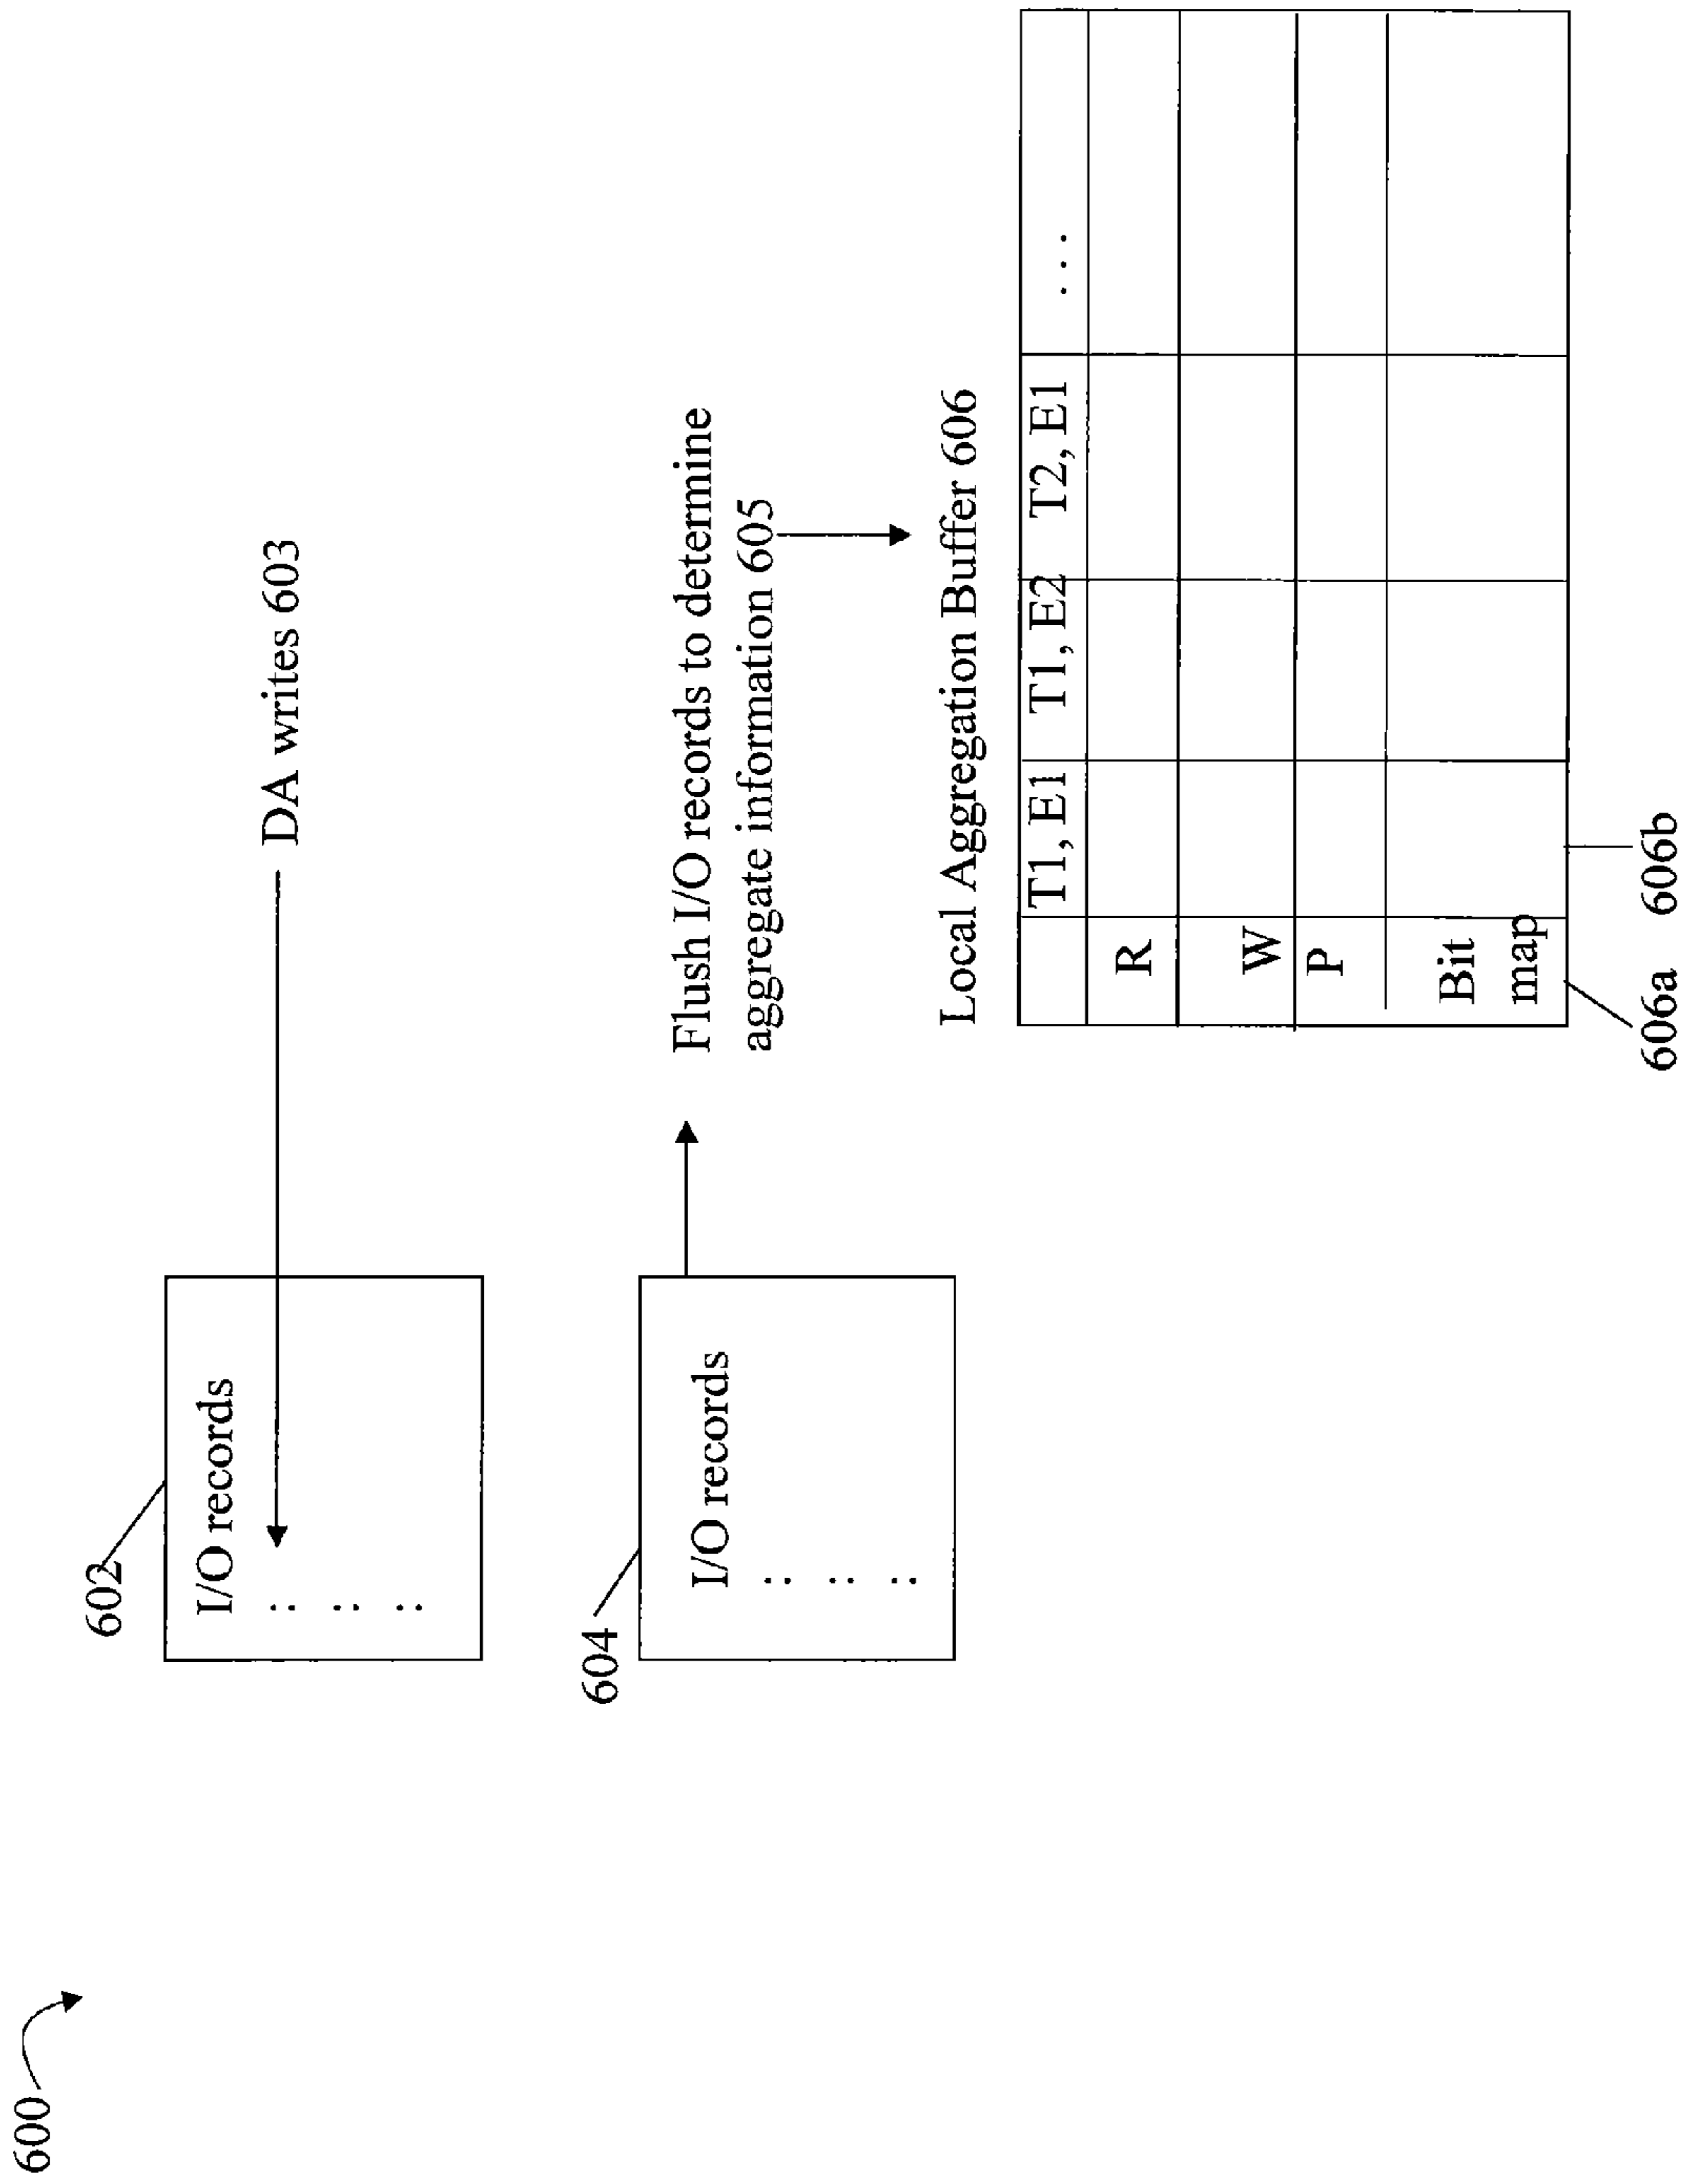 600
602
I/O records
:
:
:
DA writes 603
604
I/O records
:
:
:
Flush I/O records to determine
aggregate information 605
Local Aggregation Buffer 606
T1, E1 T1, E2 T2, E1 ...
R
W
P
Bit
map
606a 606b